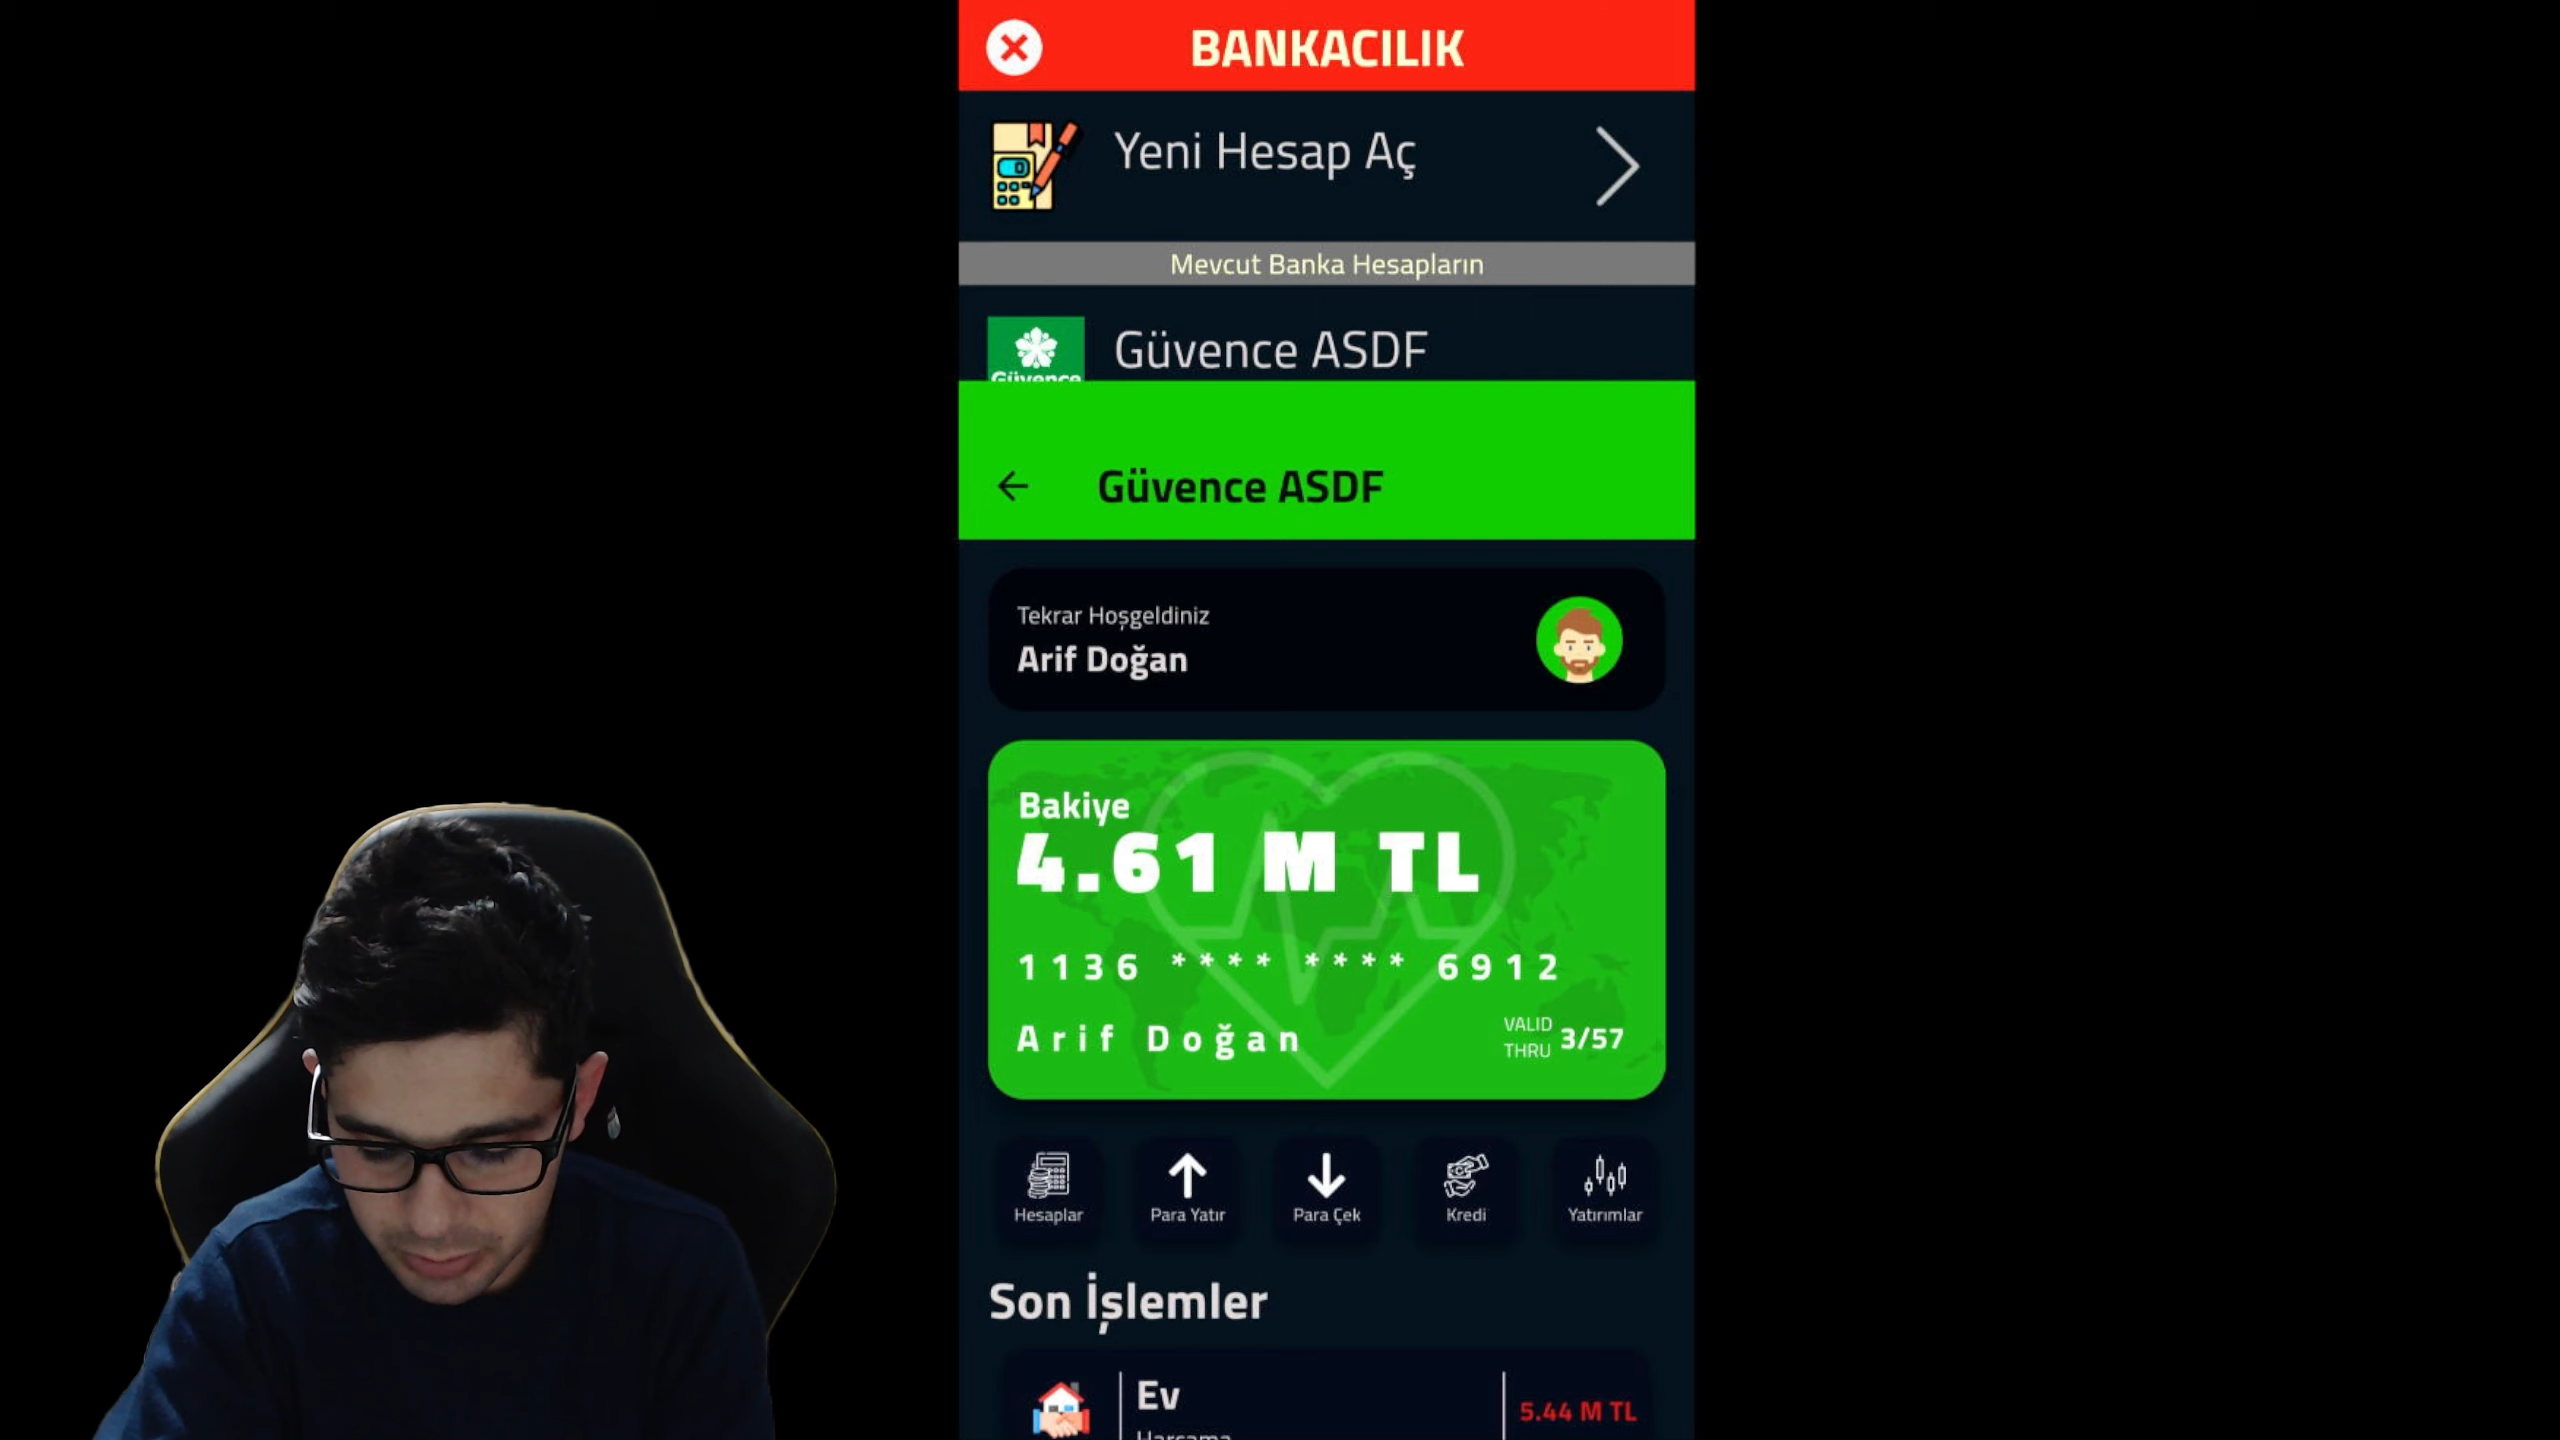 BANKACILIK
Yeni Hesap Aç
Mevcut Banka Hesapların
Güvence ASDF
Güvence
Güvence ASDF
Tekrar Hoşgeldiniz
Arif Doğan
Bakiye
4.61 M TL
1136 **** **** 6912
Arif Doğan
VALID THRU 3/57
Hesaplar
Para Yatır
Para Çek
Kredi
Yatırımlar
Son İşlemler
Ev
5.44 M TL
Harcama